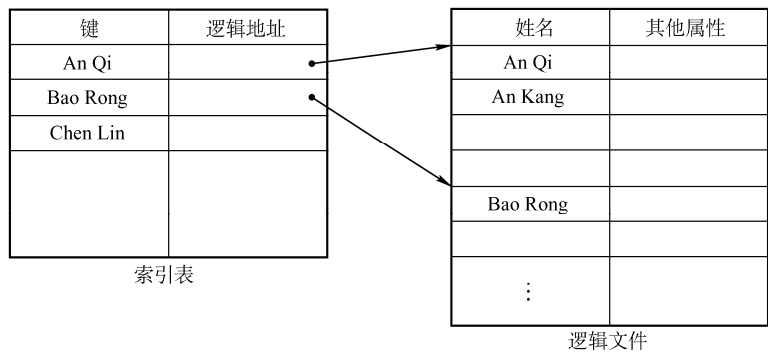 键 逻辑地址
An Qi
Bao Rong
Chen Lin
索引表
姓名 其他属性
An Qi
An Kang
Bao Rong
⋮
逻辑文件